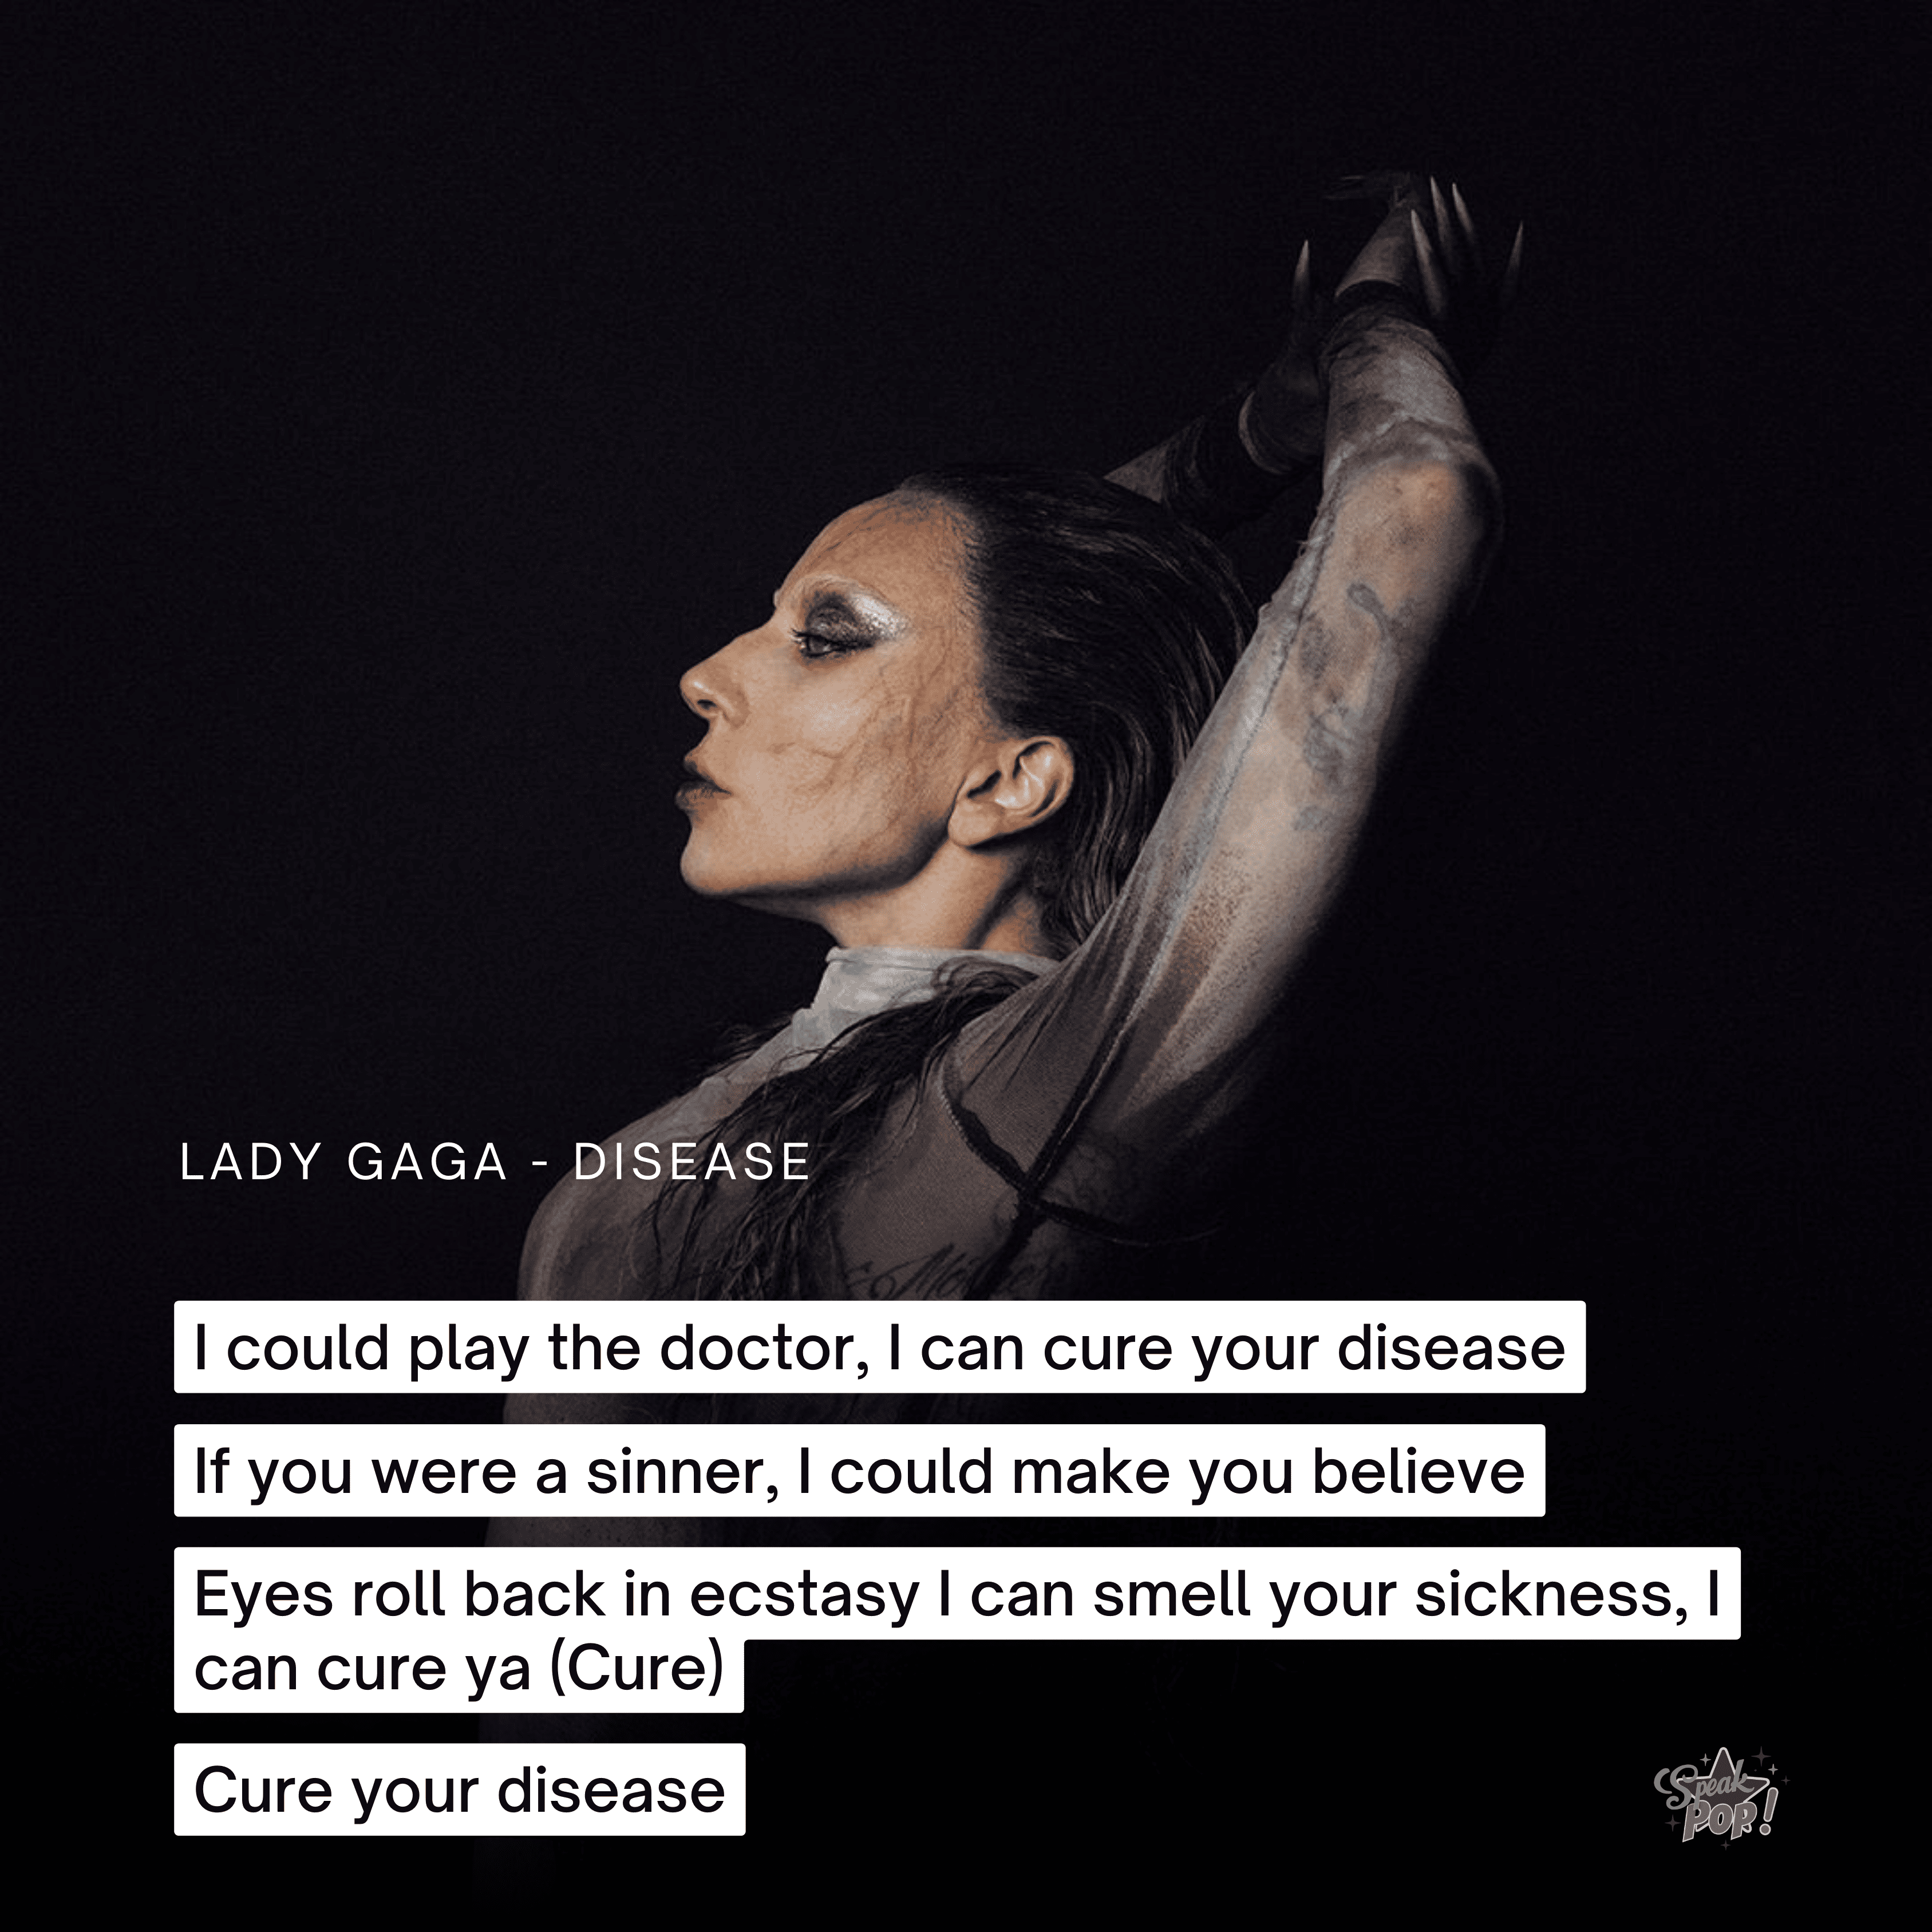 LADY GAGA - DISEASE
I could play the doctor, I can cure your disease
If you were a sinner, I could make you believe
Eyes roll back in ecstasy I can smell your sickness, I
can cure ya (Cure)
Cure your disease
Speak
POP!